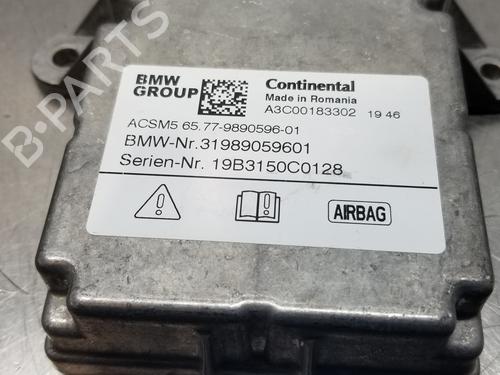 B-PARTS
BMW
GROUP
Continental
Made in Romania
A3C00183302 19 46
ACSM5 65.77-9890596-01
BMW-Nr.31989059601
Serien-Nr. 19B3150C0128
AIRBAG